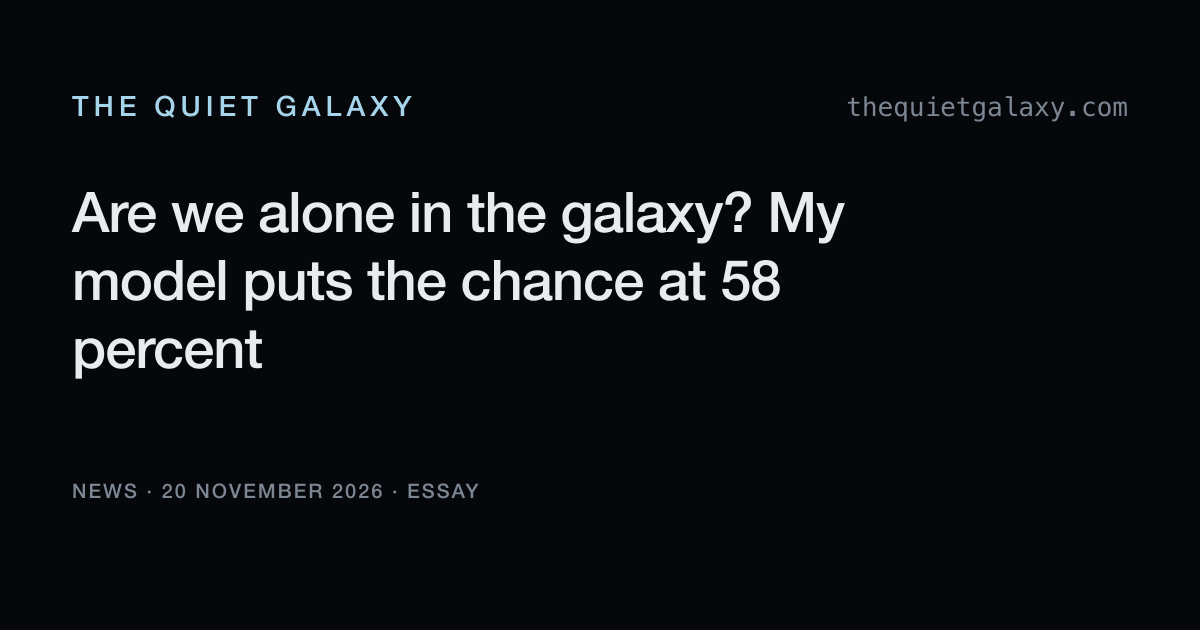 THE QUIET GALAXY
thequietgalaxy.com
Are we alone in the galaxy? My
model puts the chance at 58
percent
NEWS · 20 NOVEMBER 2026 · ESSAY